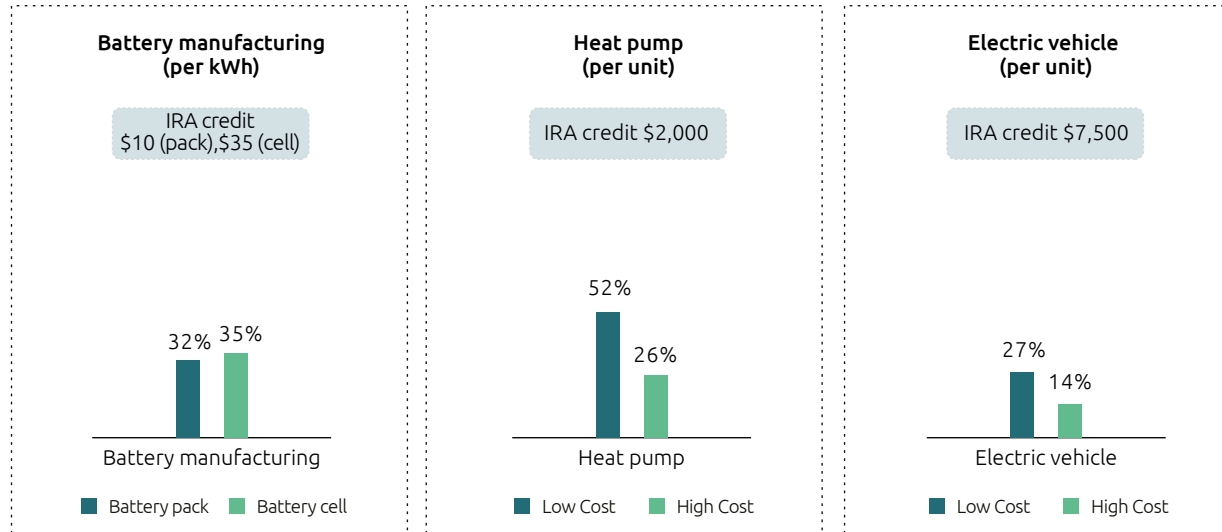 Battery manufacturing
(per kWh)
IRA credit
$10 (pack),$35 (cell)
32%
35%
Battery manufacturing
Battery pack
Battery cell
Heat pump
(per unit)
IRA credit $2,000
52%
26%
Heat pump
Low Cost
High Cost
Electric vehicle
(per unit)
IRA credit $7,500
27%
14%
Electric vehicle
Low Cost
High Cost